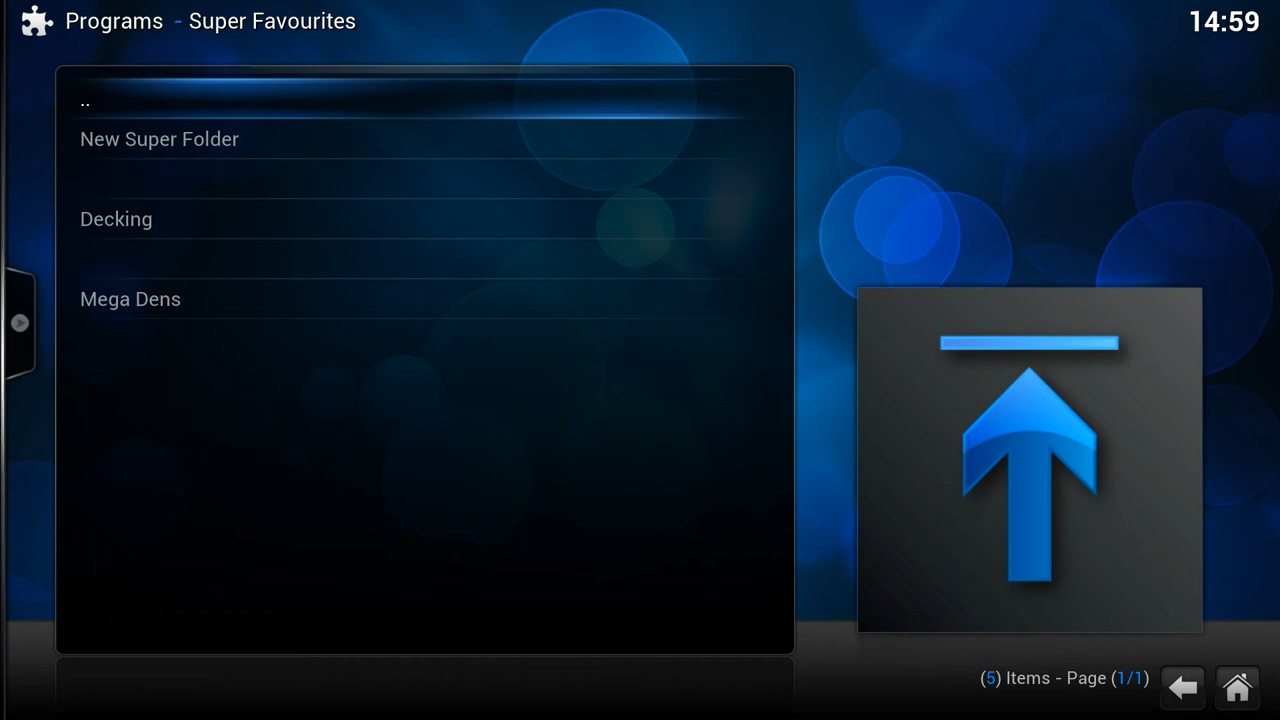 Programs - Super Favourites
14:59
..
New Super Folder
Decking
Mega Dens
(5) Items - Page (1/1)